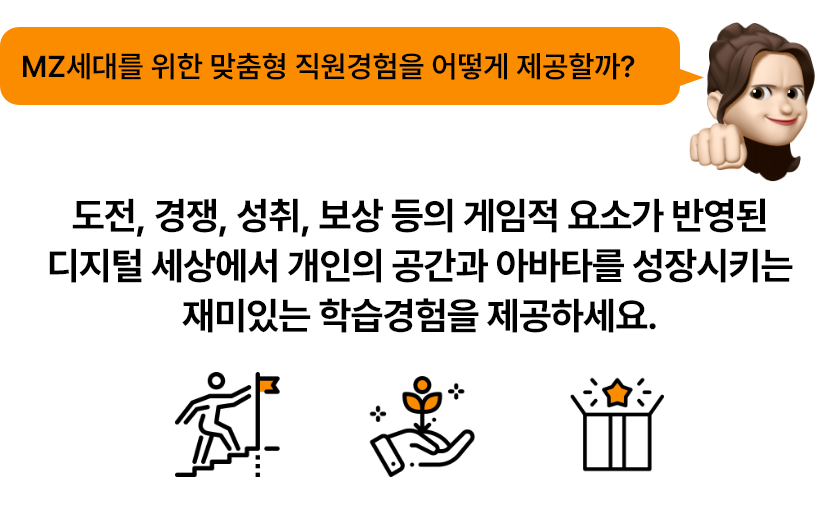 MZ세대를 위한 맞춤형 직원경험을 어떻게 제공할까?
도전, 경쟁, 성취, 보상 등의 게임적 요소가 반영된
디지털 세상에서 개인의 공간과 아바타를 성장시키는
재미있는 학습경험을 제공하세요.